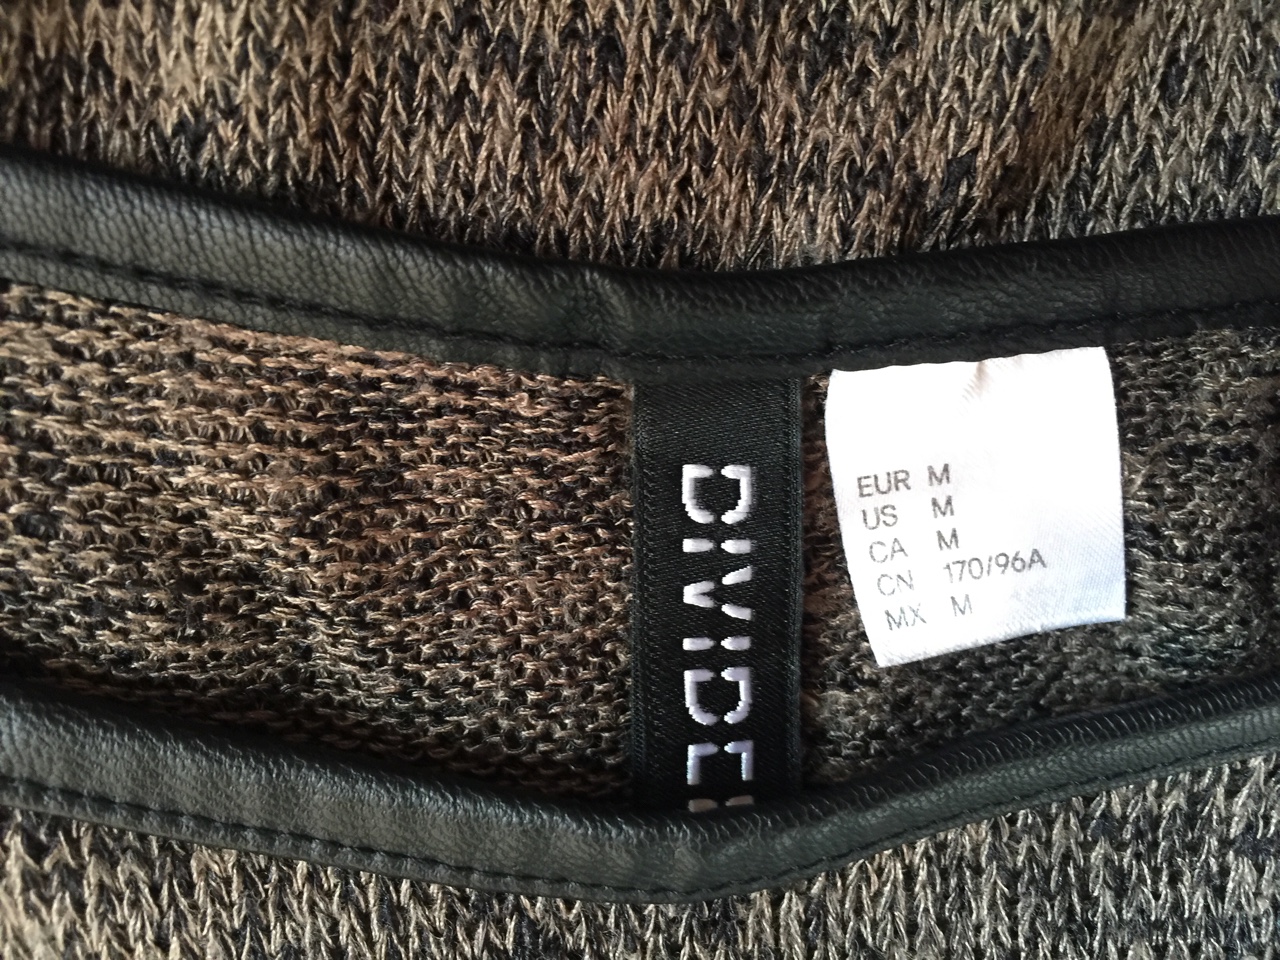 DIVIDE
EUR M
US M
CA M
CN 170/96A
MX M